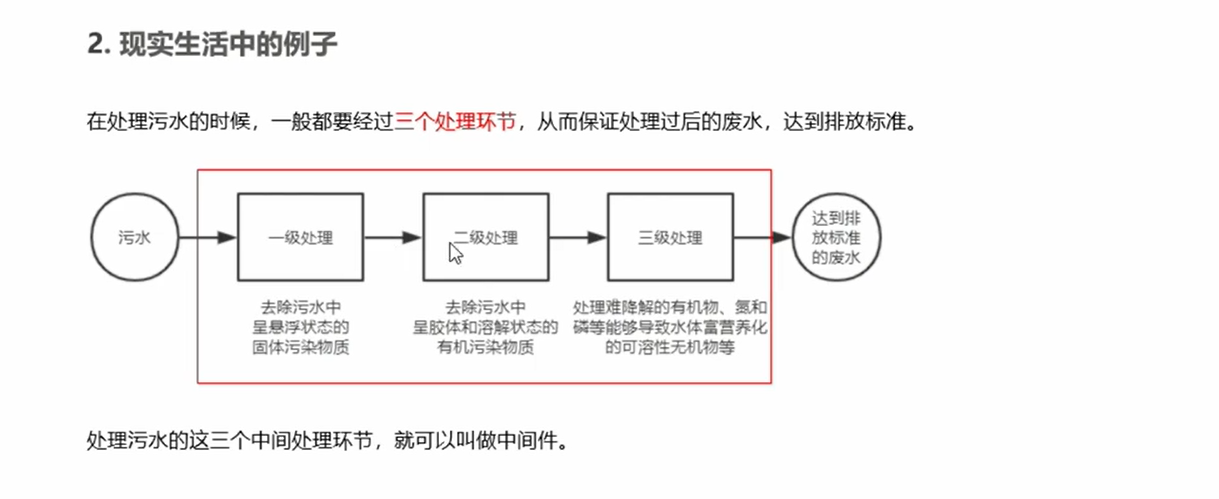 2. 现实生活中的例子
在处理污水的时候，一般都要经过三个处理环节，从而保证处理过后的废水，达到排放标准。
污水
一级处理
二级处理
三级处理
达到排
放标准
的废水
去除污水中
呈悬浮状态的
固体污染物质
去除污水中
呈胶体和溶解状态的
有机污染物质
处理难降解的有机物、氮和
磷等能够导致水体富营养化
的可溶性无机物等
处理污水的这三个中间处理环节，就可以叫做中间件。